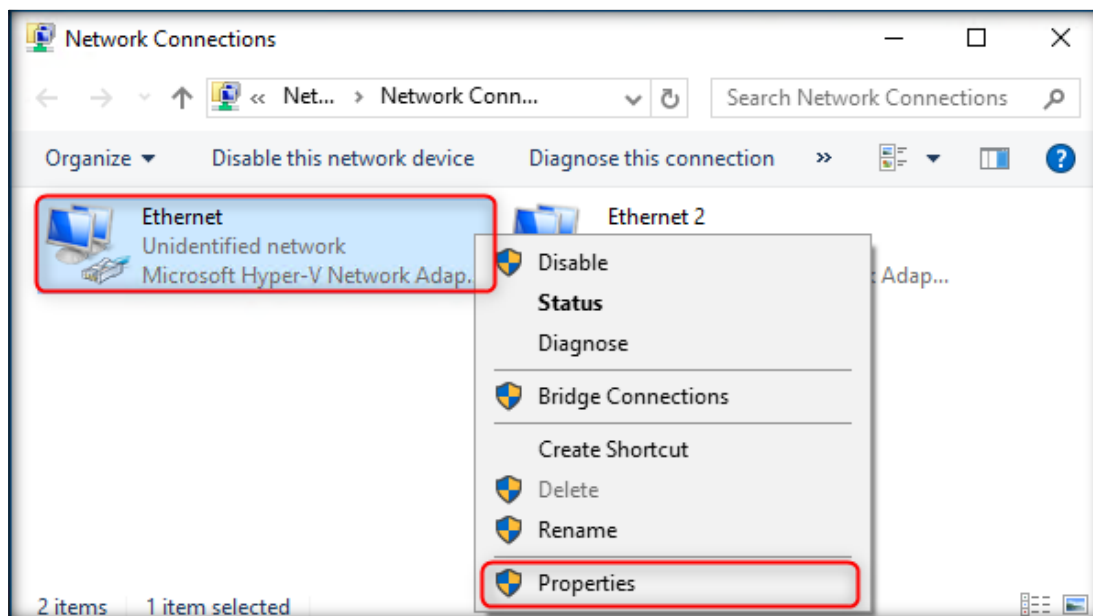 Network Connections
« Net... › Network Conn...
Search Network Connections
Organize Disable this network device Diagnose this connection »
Ethernet
Unidentified network
Microsoft Hyper-V Network Adap...
Ethernet 2
Adap...
Disable
Status
Diagnose
Bridge Connections
Create Shortcut
Delete
Rename
Properties
2 items 1 item selected